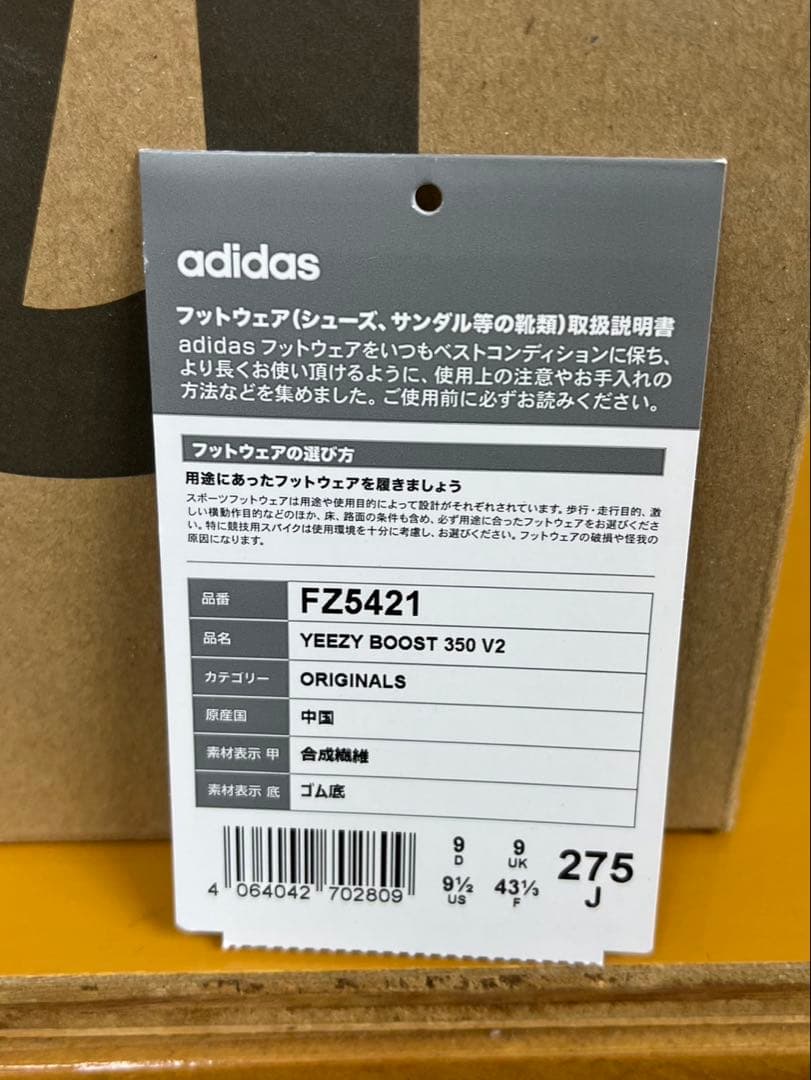 adidas
フットウェア(シューズ、サンダル等の靴類)取扱説明書
adidas フットウェアをいつもベストコンディションに保ち、
より長くお使い頂けるように、使用上の注意やお手入れの
方法などを集めました。ご使用前に必ずお読みください。
フットウェアの選び方
用途にあったフットウェアを履きましょう
スポーツフットウェアは用途や使用目的によって設計がそれぞれされています。歩行・走行目的、激
しい横動作目的などのほか、床、路面の条件も含め、必ず用途に合ったフットウェアをお選びくださ
い。特に競技用スパイクは使用環境を十分に考慮し、お選びください。フットウェアの破損や怪我の
原因になります。
品番 FZ5421
品名 YEEZY BOOST 350 V2
カテゴリー ORIGINALS
原産国 中国
素材表示 甲 合成繊維
素材表示 底 ゴム底
4 064042 702809
9 9 275
D UK J
9½ 43⅓
US F